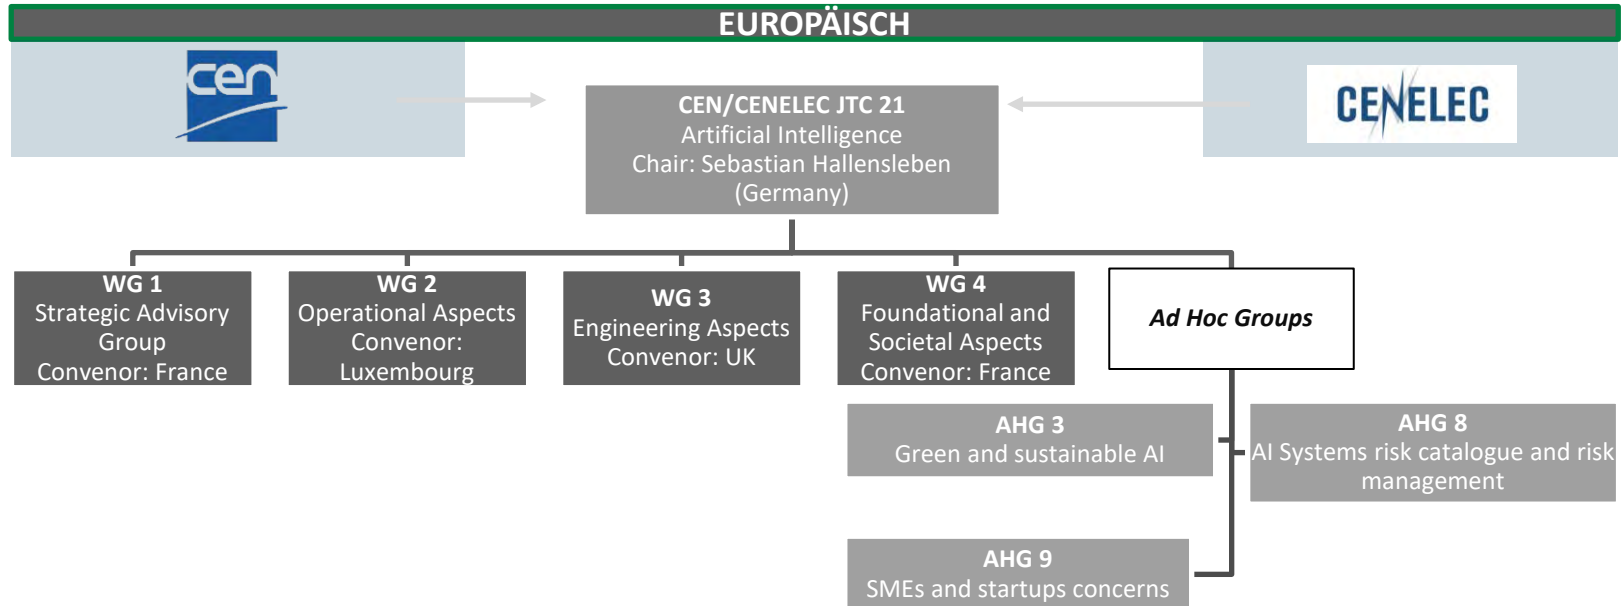 EUROPÄISCH
cen
CENELEC
CEN/CENELEC JTC 21
Artificial Intelligence
Chair: Sebastian Hallensleben
(Germany)
WG 1
Strategic Advisory
Group
Convenor: France
WG 2
Operational Aspects
Convenor:
Luxembourg
WG 3
Engineering Aspects
Convenor: UK
WG 4
Foundational and
Societal Aspects
Convenor: France
Ad Hoc Groups
AHG 3
Green and sustainable AI
AHG 8
AI Systems risk catalogue and risk
management
AHG 9
SMEs and startups concerns